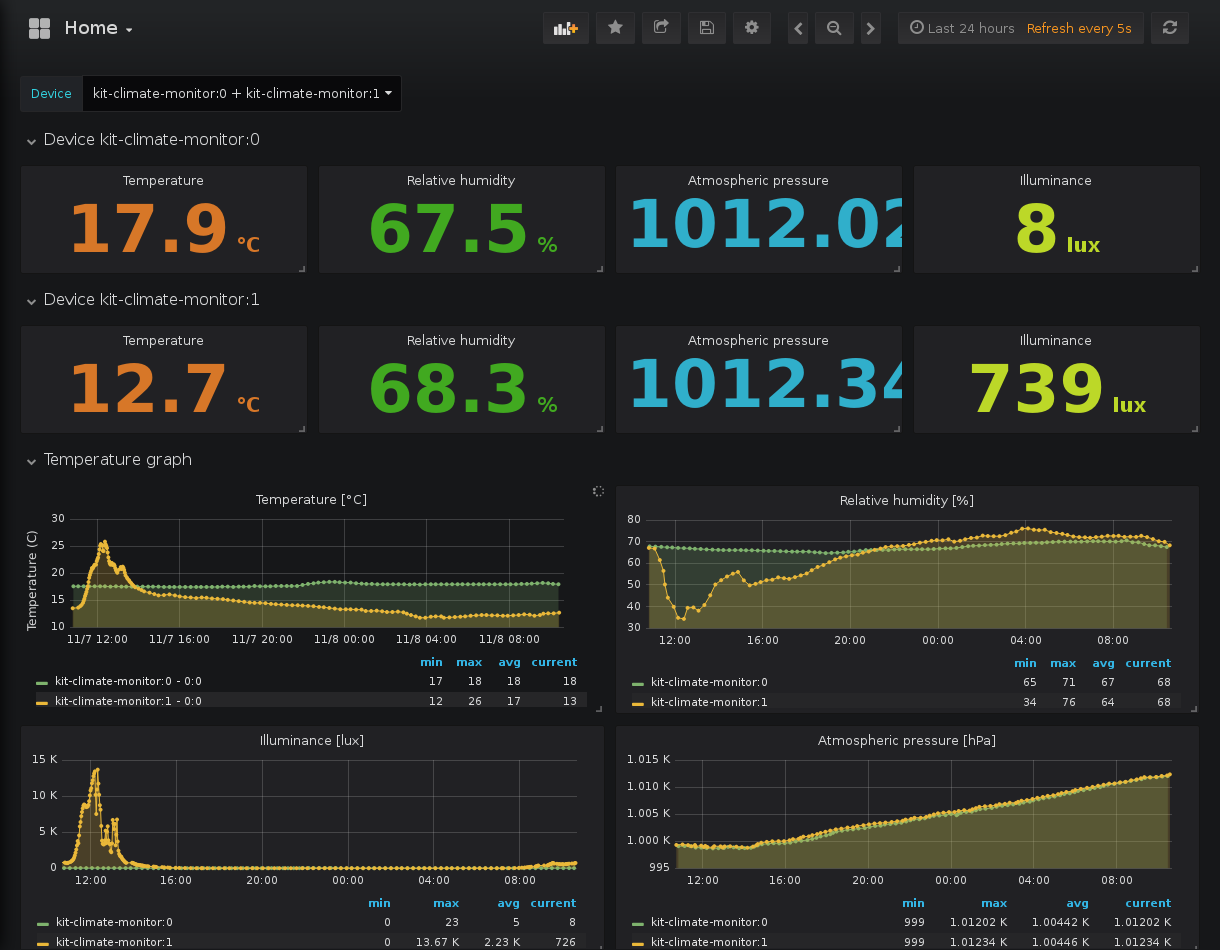 Home
Last 24 hours Refresh every 5s
Device kit-climate-monitor:0 + kit-climate-monitor:1
Device kit-climate-monitor:0
Temperature
17.9 °C
Relative humidity
67.5 %
Atmospheric pressure
1012.02
Illuminance
8 lux
Device kit-climate-monitor:1
Temperature
12.7 °C
Relative humidity
68.3 %
Atmospheric pressure
1012.34
Illuminance
739 lux
Temperature graph
Temperature [°C]
Temperature (C)
30
25
20
15
10
11/7 12:00 11/7 16:00 11/7 20:00 11/8 00:00 11/8 04:00 11/8 08:00
min max avg current
kit-climate-monitor:0 - 0:0 17 18 18 18
kit-climate-monitor:1 - 0:0 12 26 17 13
Relative humidity [%]
80
70
60
50
40
30
12:00 16:00 20:00 00:00 04:00 08:00
min max avg current
kit-climate-monitor:0 65 71 67 68
kit-climate-monitor:1 34 76 64 68
Illuminance [lux]
15 K
10 K
5 K
0
12:00 16:00 20:00 00:00 04:00 08:00
min max avg current
kit-climate-monitor:0 0 23 5 8
kit-climate-monitor:1 0 13.67 K 2.23 K 726
Atmospheric pressure [hPa]
1.015 K
1.010 K
1.005 K
1.000 K
995
12:00 16:00 20:00 00:00 04:00 08:00
min max avg current
kit-climate-monitor:0 999 1.01202 K 1.00442 K 1.01202 K
kit-climate-monitor:1 999 1.01234 K 1.00446 K 1.01234 K